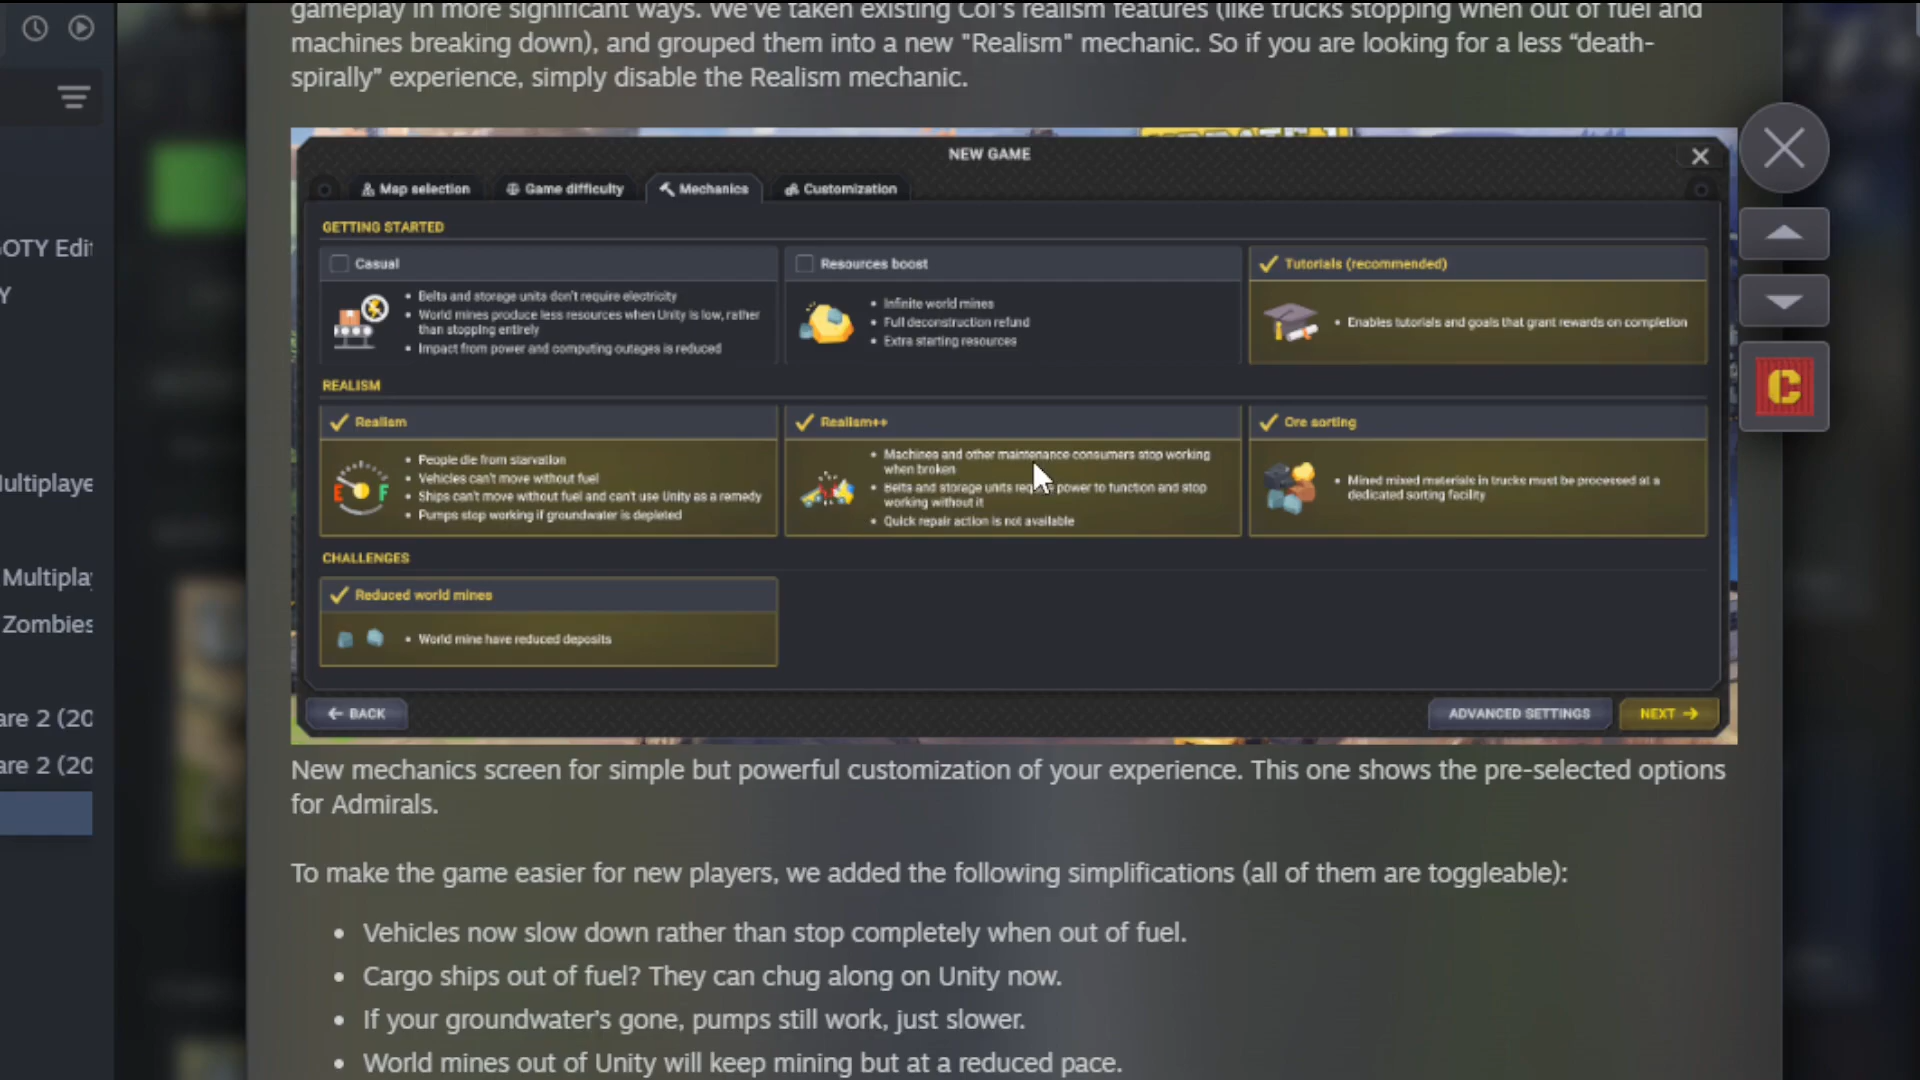 gameplay in more significant ways. We've taken existing CoI's realism features (like trucks stopping when out of fuel and
machines breaking down), and grouped them into a new "Realism" mechanic. So if you are looking for a less “death-
spirally” experience, simply disable the Realism mechanic.
NEW GAME
Map selection
Game difficulty
Mechanics
Customization
GETTING STARTED
Casual
• Belts and storage units don't require electricity
• World mines produce less resources when Unity is low, rather
than stopping entirely
• Impact from power and computing outages is reduced
Resources boost
• Infinite world mines
• Full deconstruction refund
• Extra starting resources
Tutorials (recommended)
• Enables tutorials and goals that grant rewards on completion
REALISM
Realism
• People die from starvation
• Vehicles can't move without fuel
• Ships can't move without fuel and can't use Unity as a remedy
• Pumps stop working if groundwater is depleted
Realism++
• Machines and other maintenance consumers stop working
when broken
• Belts and storage units require power to function and stop
working without it
• Quick repair action is not available
Ore sorting
• Mined mixed materials in trucks must be processed at a
dedicated sorting facility
CHALLENGES
Reduced world mines
• World mine have reduced deposits
← BACK
ADVANCED SETTINGS
NEXT →
New mechanics screen for simple but powerful customization of your experience. This one shows the pre-selected options
for Admirals.
To make the game easier for new players, we added the following simplifications (all of them are toggleable):
• Vehicles now slow down rather than stop completely when out of fuel.
• Cargo ships out of fuel? They can chug along on Unity now.
• If your groundwater's gone, pumps still work, just slower.
• World mines out of Unity will keep mining but at a reduced pace.
OTY Edit
Y
ultiplaye
Multipla
Zombies
are 2 (20
are 2 (20
C